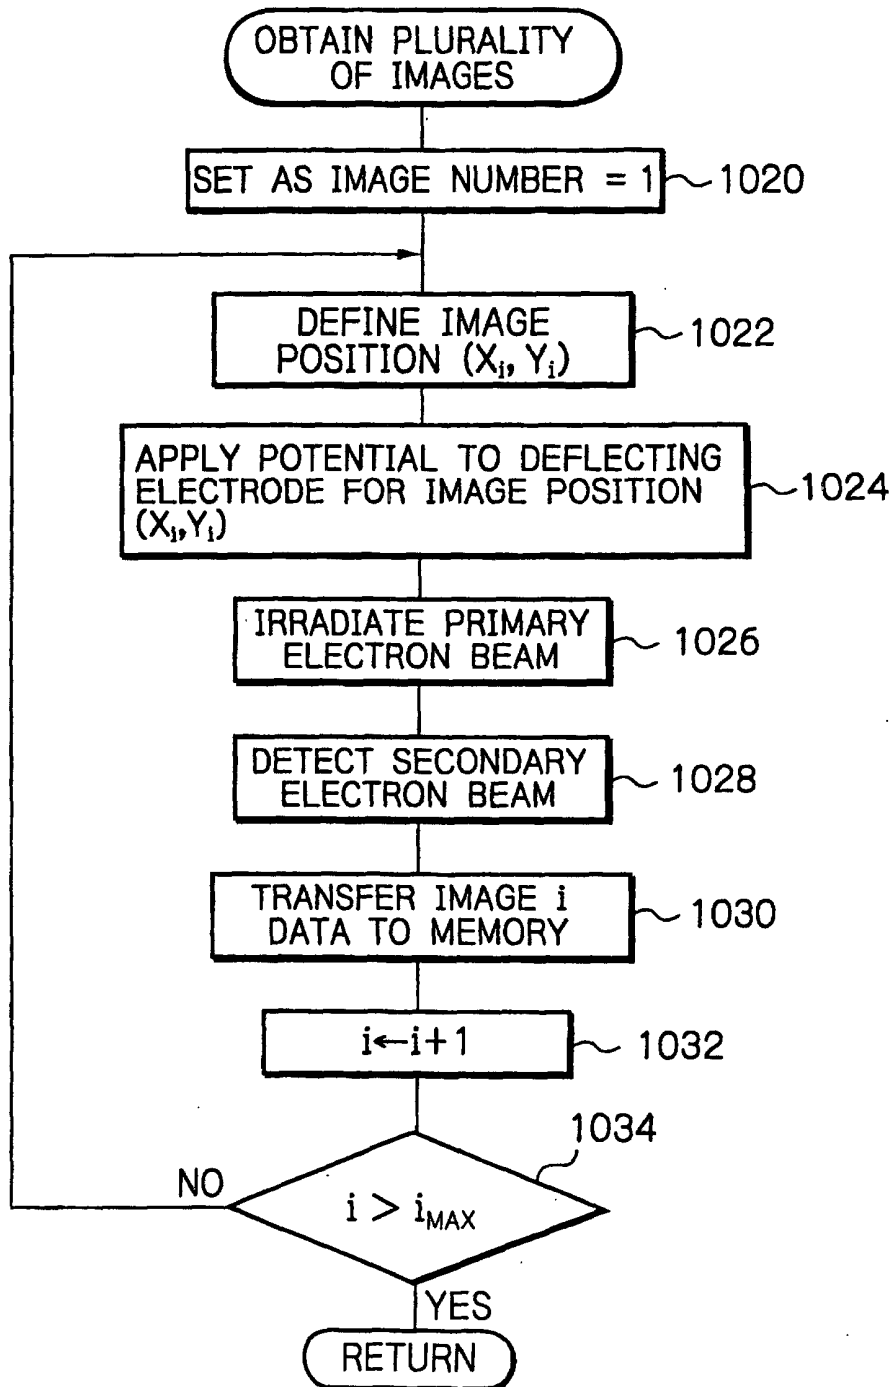 OBTAIN PLURALITY
OF IMAGES
SET AS IMAGE NUMBER = 1
1020
DEFINE IMAGE
POSITION (Xi, Yi)
1022
APPLY POTENTIAL TO DEFLECTING
ELECTRODE FOR IMAGE POSITION
(Xi,Yi)
1024
IRRADIATE PRIMARY
ELECTRON BEAM
1026
DETECT SECONDARY
ELECTRON BEAM
1028
TRANSFER IMAGE i
DATA TO MEMORY
1030
i←i+1
1032
1034
NO
i > iMAX
YES
RETURN